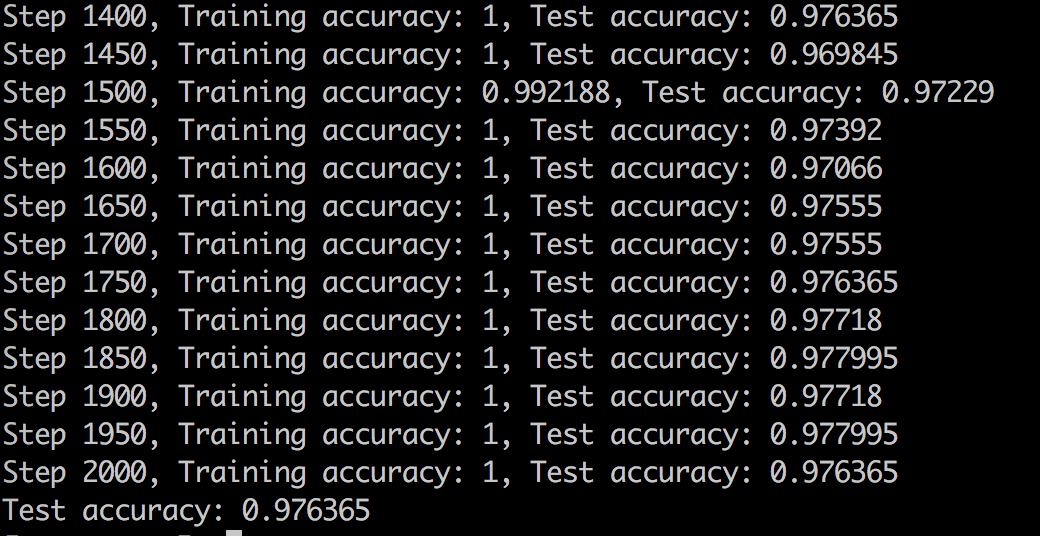 Step 1400, Training accuracy: 1, Test accuracy: 0.976365
Step 1450, Training accuracy: 1, Test accuracy: 0.969845
Step 1500, Training accuracy: 0.992188, Test accuracy: 0.97229
Step 1550, Training accuracy: 1, Test accuracy: 0.97392
Step 1600, Training accuracy: 1, Test accuracy: 0.97066
Step 1650, Training accuracy: 1, Test accuracy: 0.97555
Step 1700, Training accuracy: 1, Test accuracy: 0.97555
Step 1750, Training accuracy: 1, Test accuracy: 0.976365
Step 1800, Training accuracy: 1, Test accuracy: 0.97718
Step 1850, Training accuracy: 1, Test accuracy: 0.977995
Step 1900, Training accuracy: 1, Test accuracy: 0.97718
Step 1950, Training accuracy: 1, Test accuracy: 0.977995
Step 2000, Training accuracy: 1, Test accuracy: 0.976365
Test accuracy: 0.976365